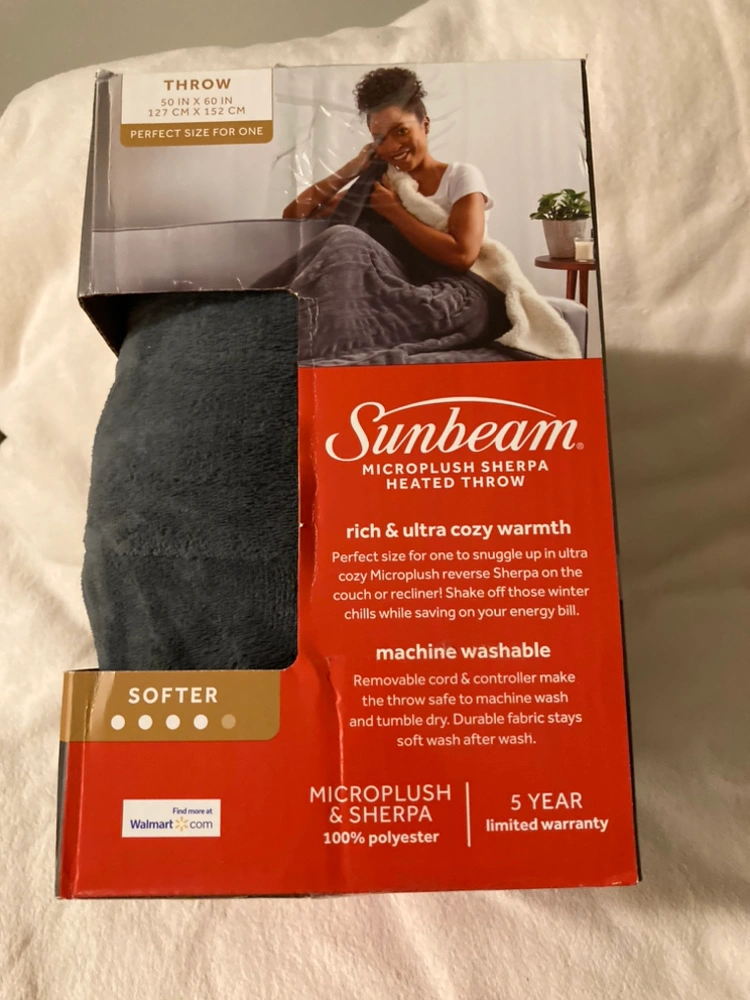 THROW
50 IN X 60 IN
127 CM X 152 CM
PERFECT SIZE FOR ONE
Sunbeam®
MICROPLUSH SHERPA
HEATED THROW
rich & ultra cozy warmth
Perfect size for one to snuggle up in ultra
cozy Microplush reverse Sherpa on the
couch or recliner! Shake off those winter
chills while saving on your energy bill.
machine washable
Removable cord & controller make
the throw safe to machine wash
and tumble dry. Durable fabric stays
soft wash after wash.
SOFTER
Find more at
Walmart.com
MICROPLUSH
& SHERPA
100% polyester
5 YEAR
limited warranty